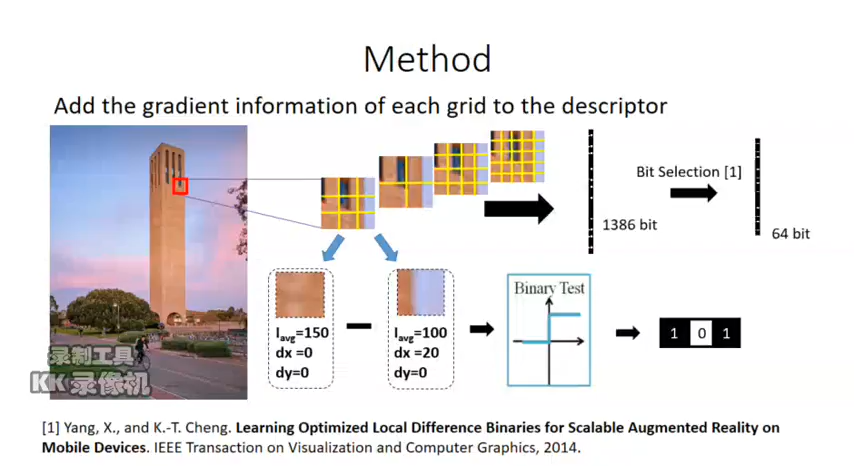 Method
Add the gradient information of each grid to the descriptor
Bit Selection [1]
1386 bit
64 bit
Binary Test
Iavg=150
dx =0
dy=0
Iavg=100
dx =20
dy=0
1 0 1
录制工具
KK 录像机
[1] Yang, X., and K.-T. Cheng. Learning Optimized Local Difference Binaries for Scalable Augmented Reality on
Mobile Devices. IEEE Transaction on Visualization and Computer Graphics, 2014.